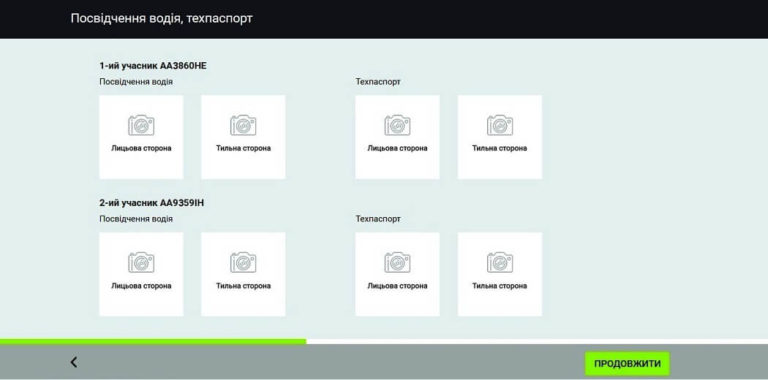 Посвідчення водія, техпаспорт
1-ий учасник AA3860HE
Посвідчення водія
Техпаспорт
Лицьова сторона
Тильна сторона
Лицьова сторона
Тильна сторона
2-ий учасник AA9359IH
Посвідчення водія
Техпаспорт
Лицьова сторона
Тильна сторона
Лицьова сторона
Тильна сторона
ПРОДОВЖИТИ